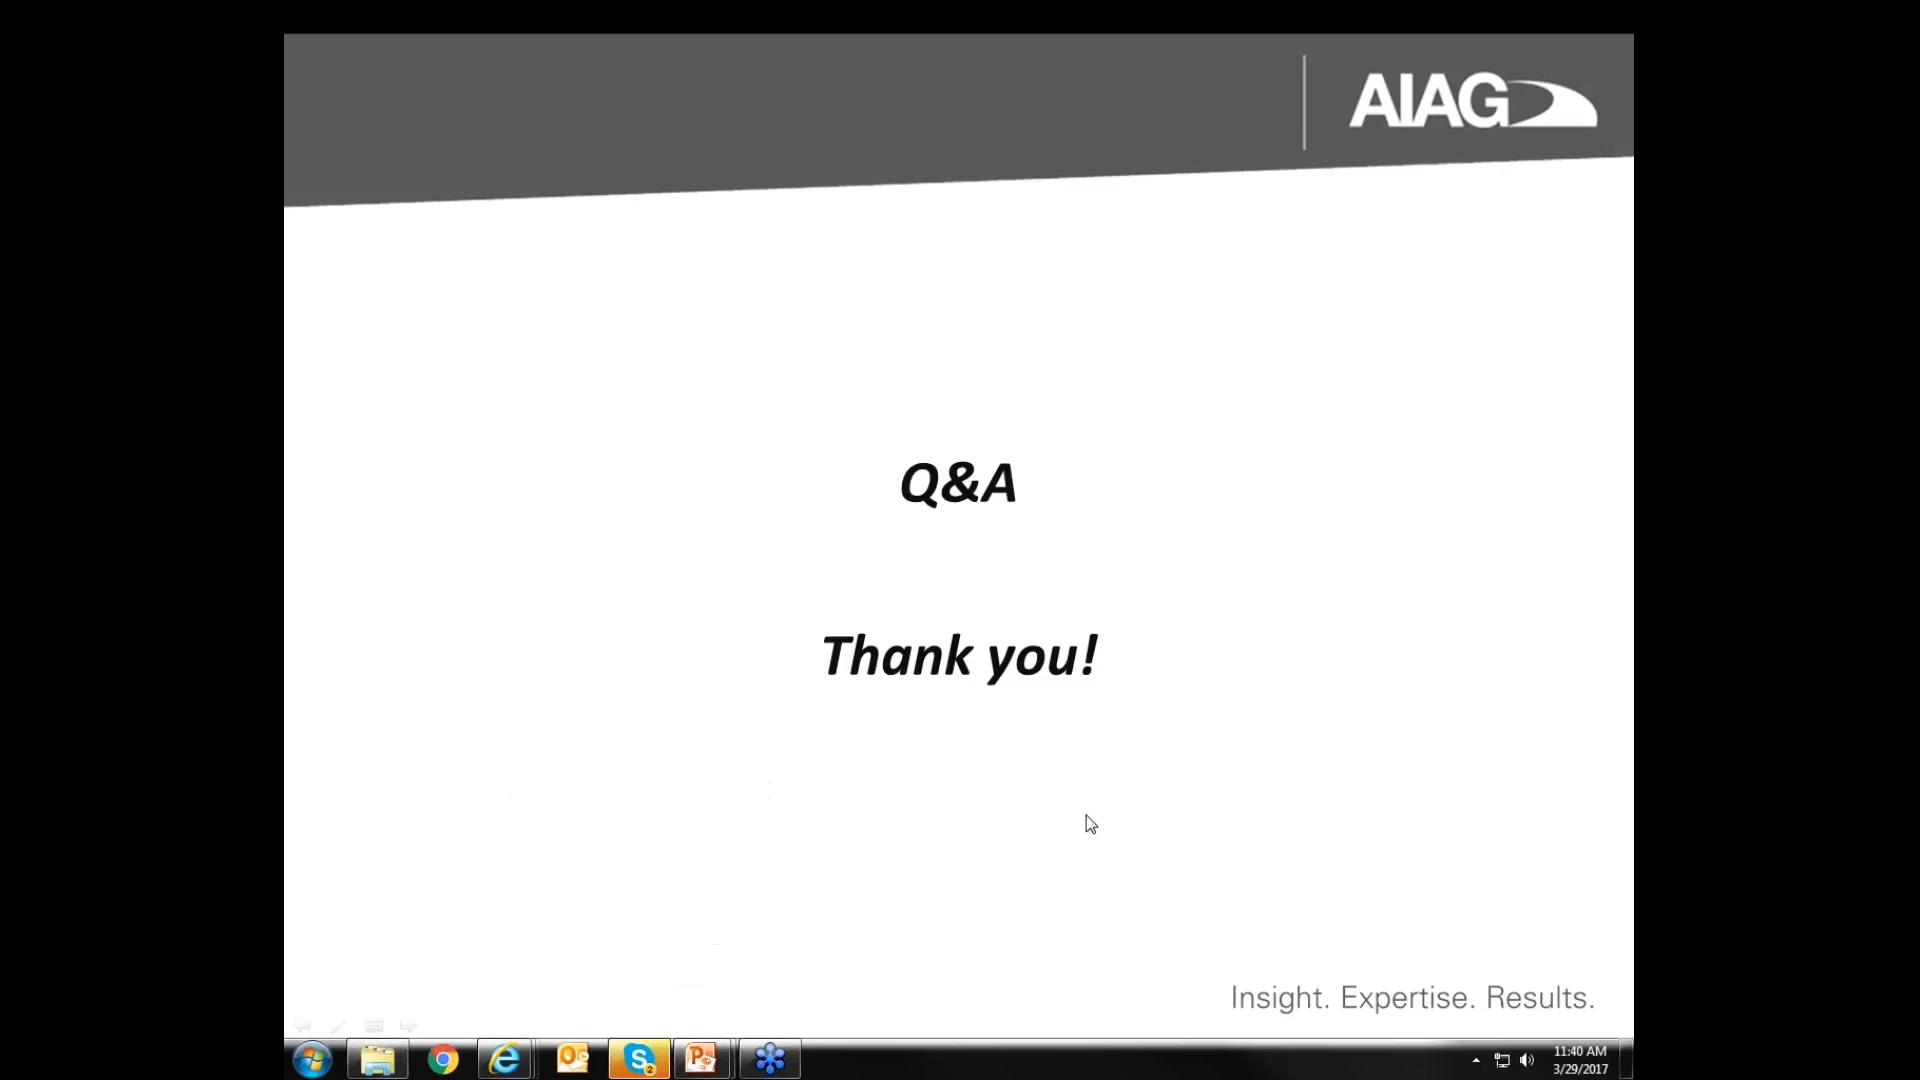 AIAG
Q&A
Thank you!
Insight. Expertise. Results.
11:40 AM
3/29/2017